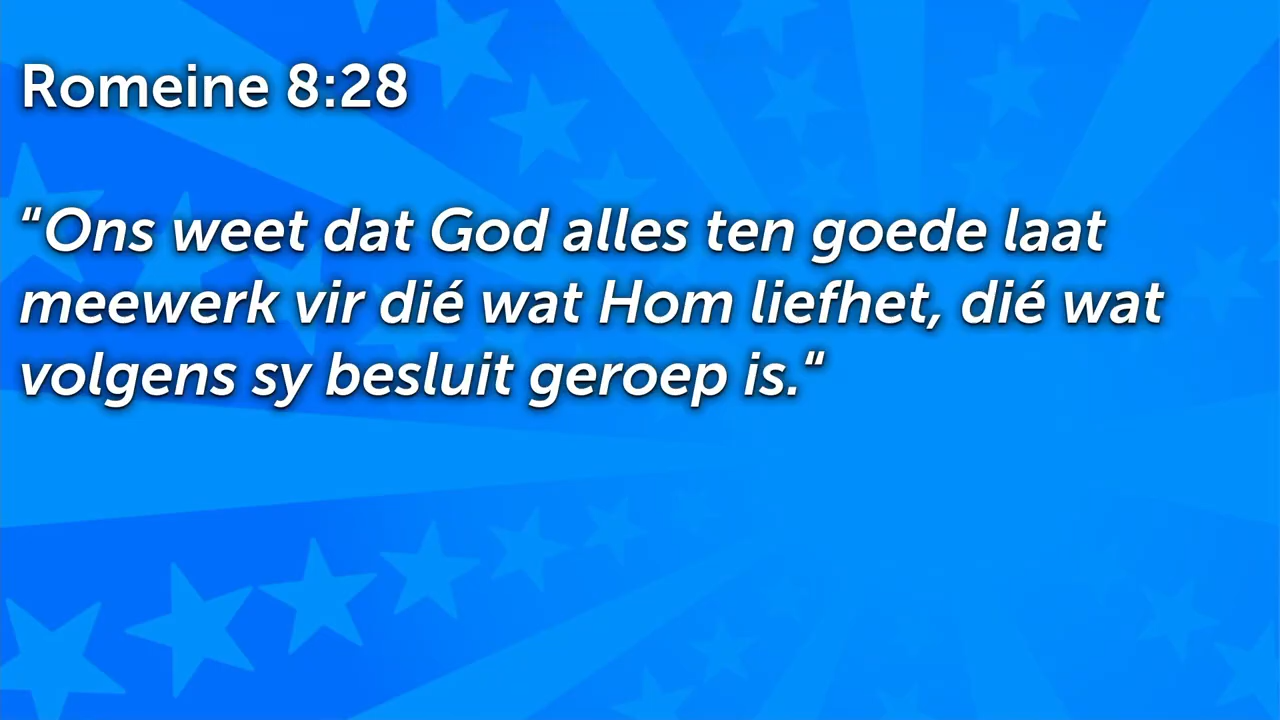 Romeine 8:28
“Ons weet dat God alles ten goede laat
meewerk vir dié wat Hom liefhet, dié wat
volgens sy besluit geroep is.“